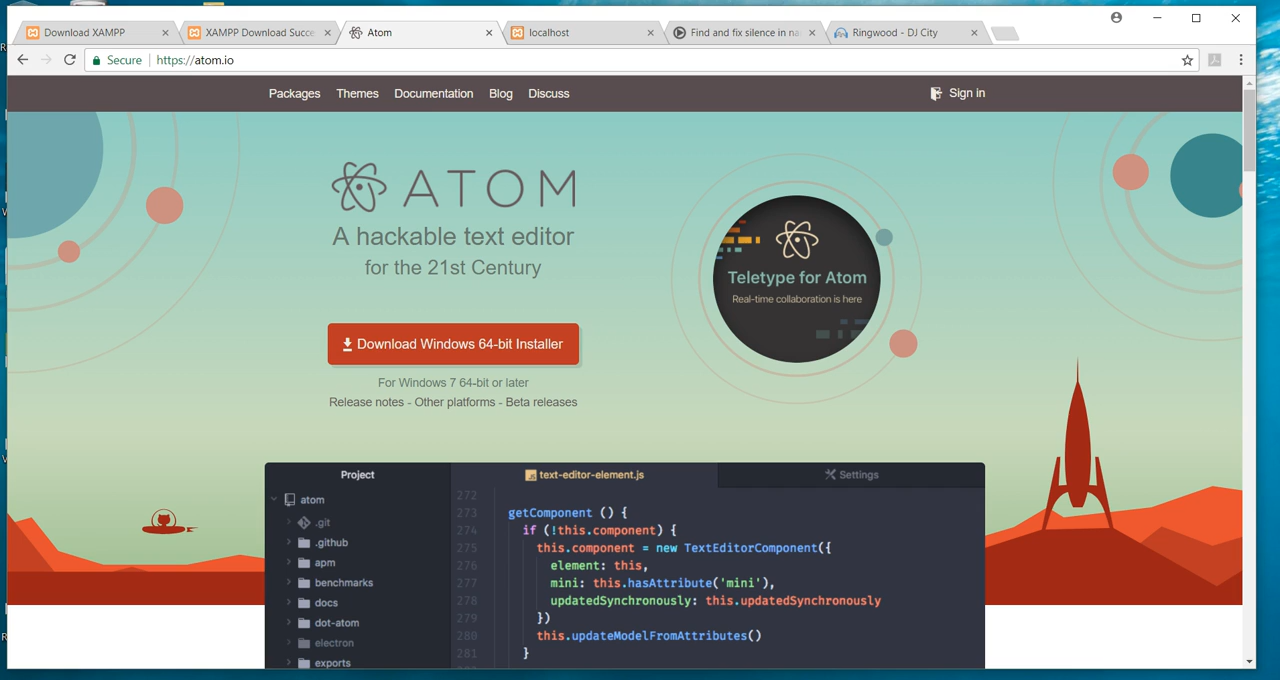 Download XAMPP
XAMPP Download Succe
Atom
localhost
Find and fix silence in na
Ringwood - DJ City
Secure
https://atom.io
Packages Themes Documentation Blog Discuss
Sign in
ATOM
A hackable text editor
for the 21st Century
Teletype for Atom
Real-time collaboration is here
Download Windows 64-bit Installer
For Windows 7 64-bit or later
Release notes - Other platforms - Beta releases
Project
atom
.git
.github
apm
benchmarks
docs
dot-atom
electron
exports
text-editor-element.js
Settings
272
273 getComponent () {
274 if (!this.component) {
275 this.component = new TextEditorComponent({
276 element: this,
277 mini: this.hasAttribute('mini'),
278 updatedSynchronously: this.updatedSynchronously
279 })
280 this.updateModelFromAttributes()
281 }